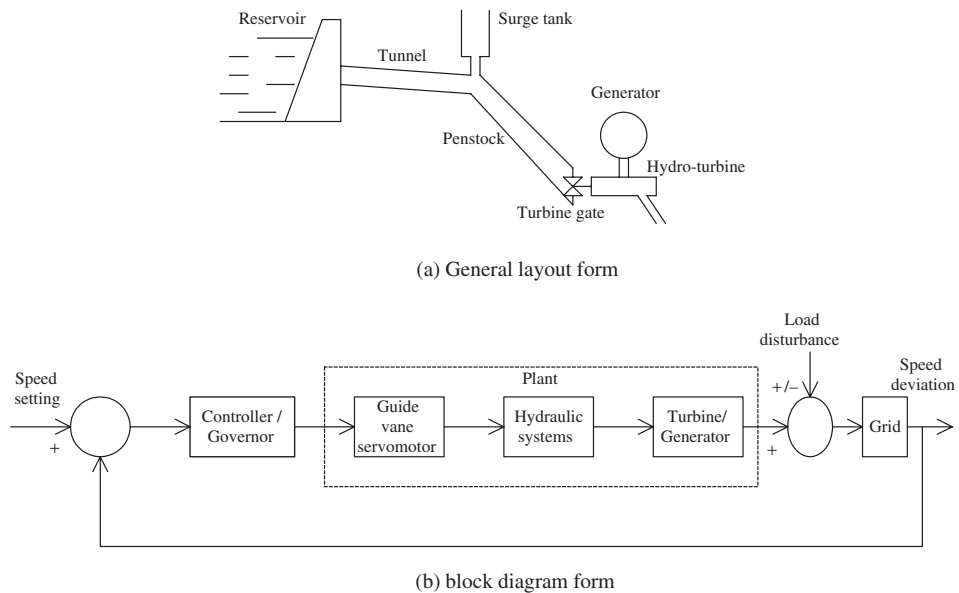 Reservoir
Surge tank
Tunnel
Generator
Penstock
Hydro-turbine
Turbine gate
(a) General layout form
Load
disturbance
Speed
setting
Plant
+/–
Speed
deviation
Controller /
Governor
Guide
vane
servomotor
Hydraulic
systems
Turbine/
Generator
Grid
+
+
(b) block diagram form